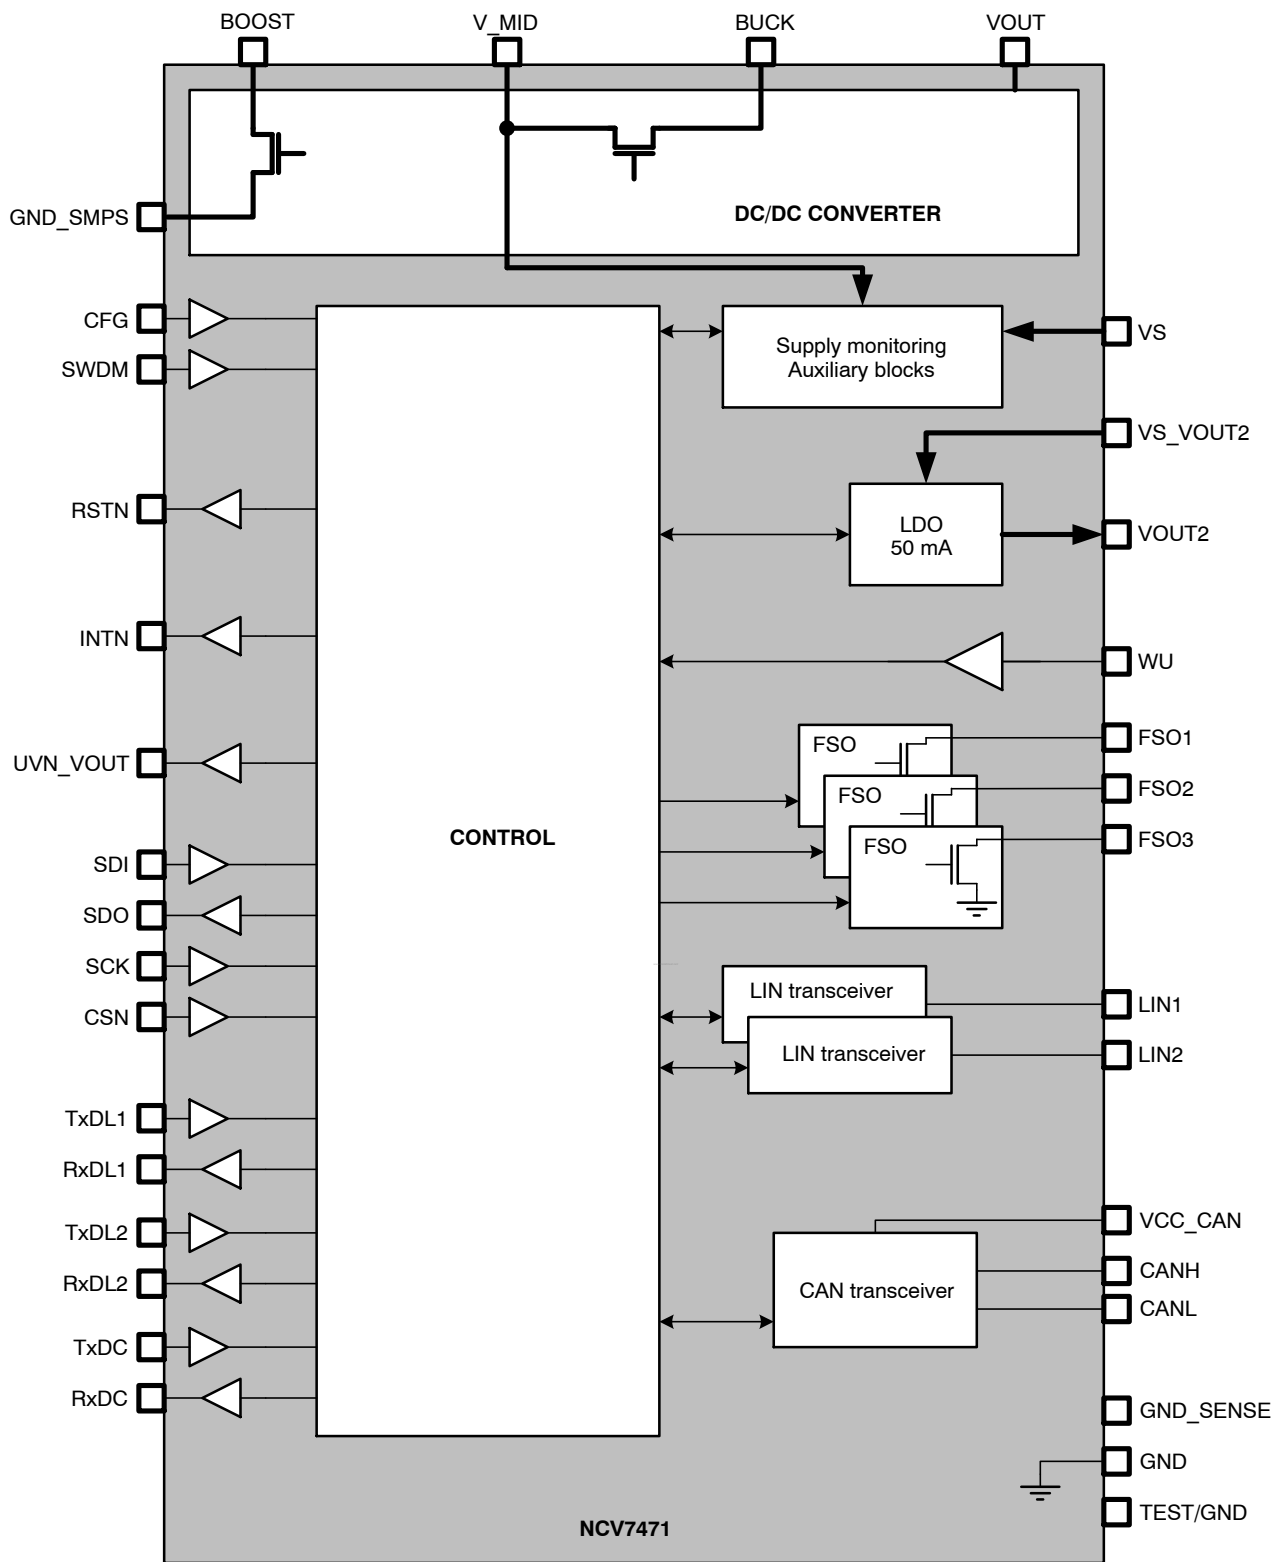 BOOST
V_MID
BUCK
VOUT
GND_SMPS
DC/DC CONVERTER
CFG
SWDM
RSTN
INTN
UVN_VOUT
SDI
SDO
SCK
CSN
TxDL1
RxDL1
TxDL2
RxDL2
TxDC
RxDC
CONTROL
Supply monitoring
Auxiliary blocks
VS
VS_VOUT2
LDO
50 mA
VOUT2
WU
FSO
FSO1
FSO
FSO2
FSO
FSO3
LIN transceiver
LIN1
LIN transceiver
LIN2
VCC_CAN
CAN transceiver
CANH
CANL
GND_SENSE
GND
TEST/GND
NCV7471